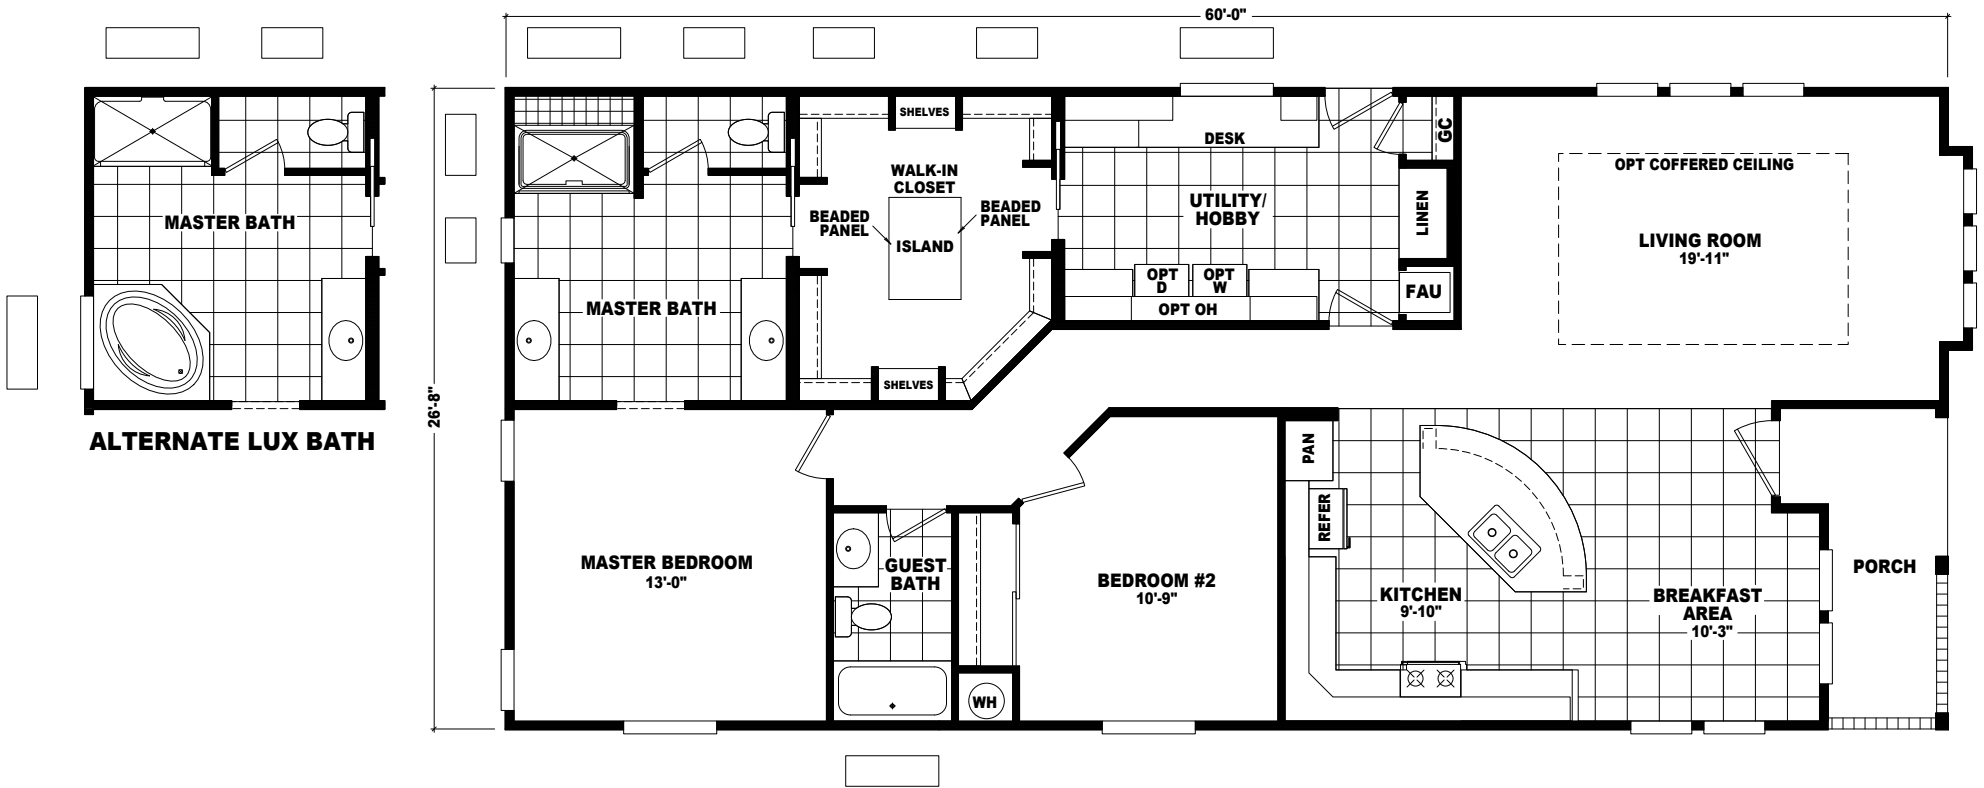 60'-0"
26'-8"
MASTER BATH
ALTERNATE LUX BATH
SHELVES
WALK-IN
CLOSET
BEADED
PANEL
BEADED
PANEL
ISLAND
SHELVES
MASTER BATH
DESK
UTILITY/
HOBBY
OPT
D
OPT
W
OPT OH
GC
LINEN
FAU
OPT COFFERED CEILING
LIVING ROOM
19'-11"
MASTER BEDROOM
13'-0"
GUEST
BATH
WH
BEDROOM #2
10'-9"
PAN
REFER
KITCHEN
9'-10"
BREAKFAST
AREA
10'-3"
PORCH